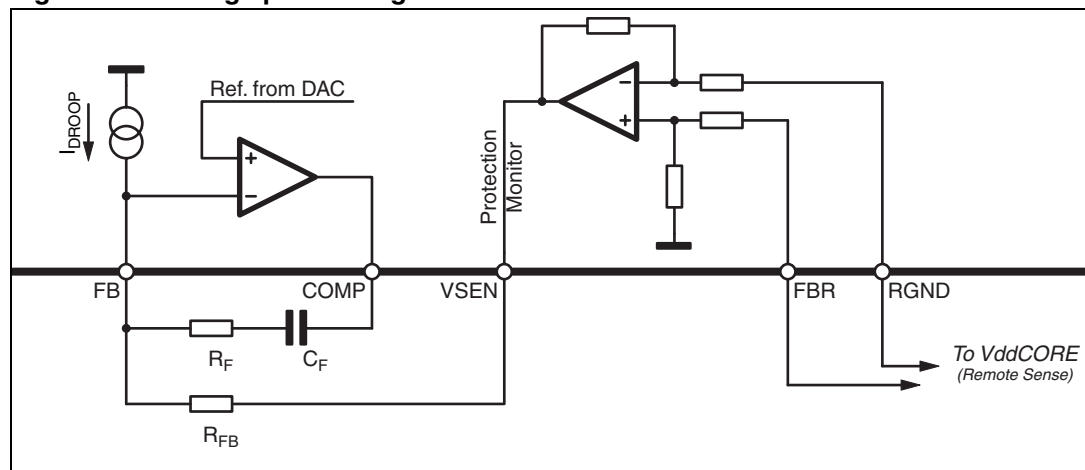 Ref. from DAC
IDROOP
+
−
−
+
Protection
Monitor
FB
COMP
VSEN
FBR
RGND
RF
CF
To VddCORE
(Remote Sense)
RFB